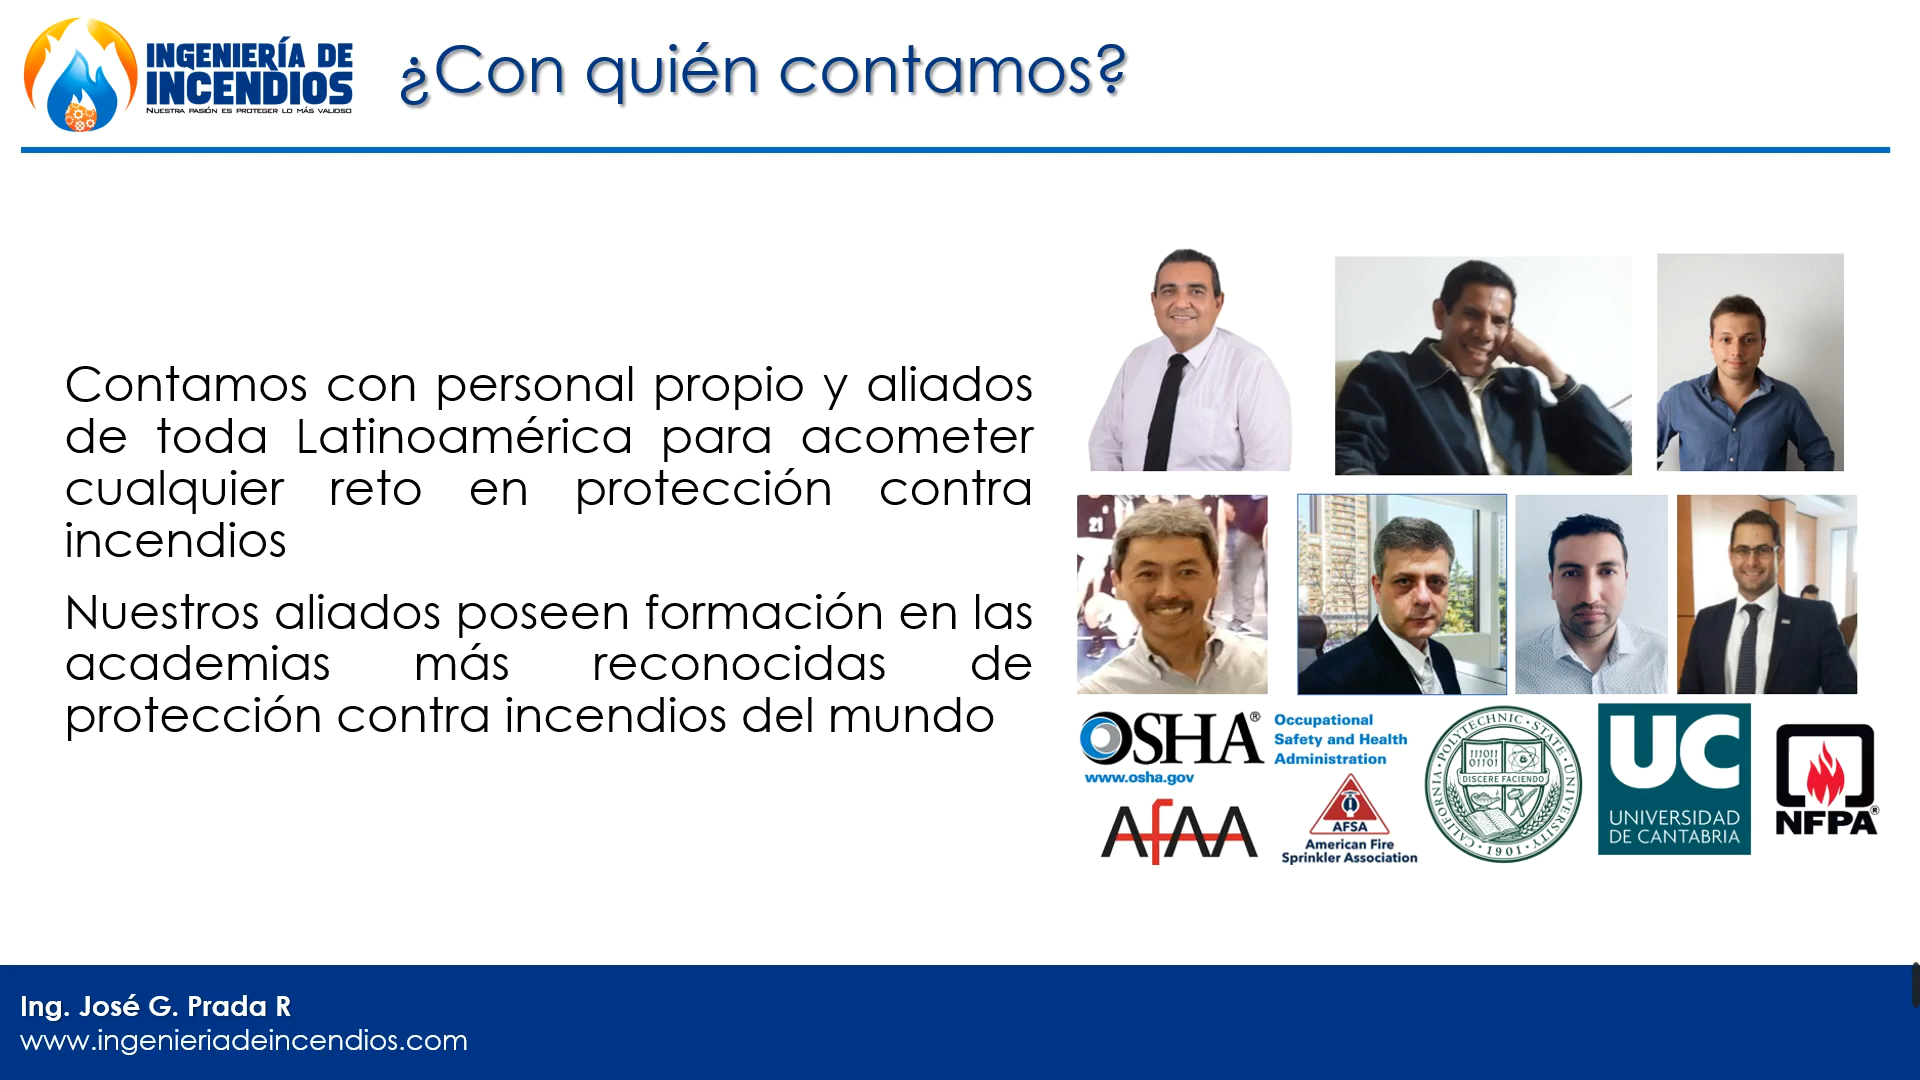 INGENIERÍA DE
INCENDIOS
NUESTRA PASIÓN ES PROTEGER LO MÁS VALIOSO
¿Con quién contamos?
Contamos con personal propio y aliados
de toda Latinoamérica para acometer
cualquier reto en protección contra
incendios
Nuestros aliados poseen formación en las
academias más reconocidas de
protección contra incendios del mundo
21
OSHA®
www.osha.gov
Occupational
Safety and Health
Administration
AfAA
AFSA
American Fire
Sprinkler Association
CALIFORNIA · POLYTECHNIC · STATE · UNIVERSITY
111011
01101
DISCERE FACIENDO
· 1901 ·
UC
UNIVERSIDAD
DE CANTABRIA
NFPA®
Ing. José G. Prada R
www.ingenieriadeincendios.com